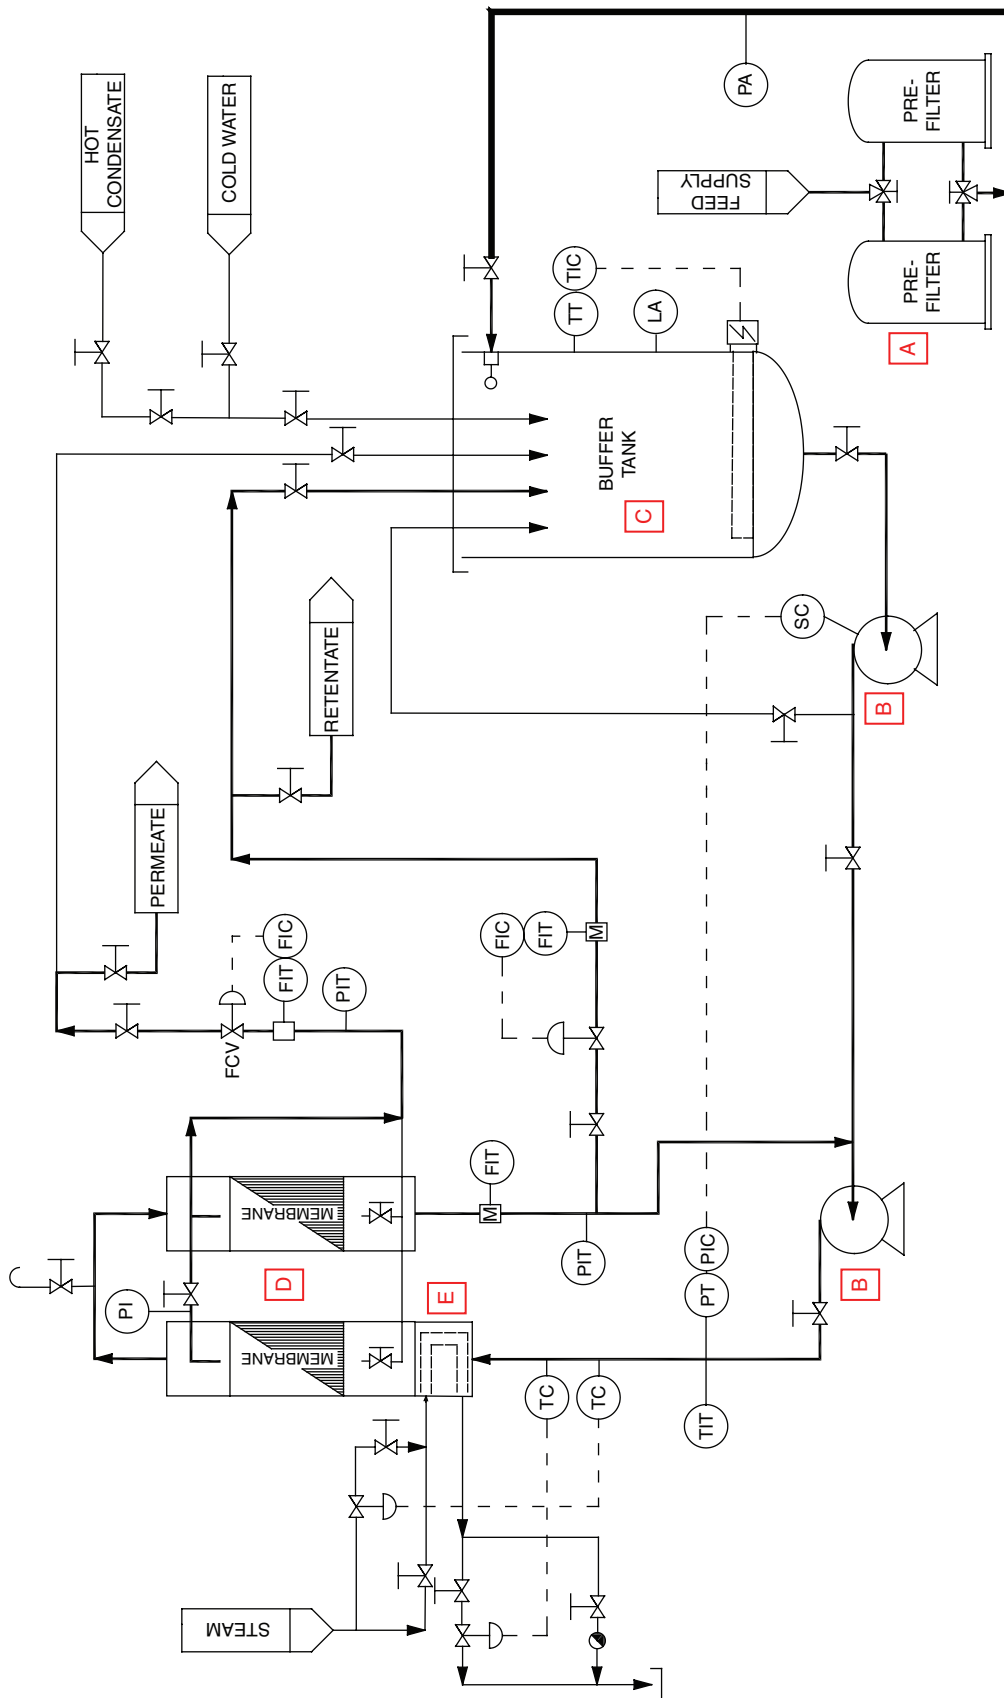 HOT
CONDENSATE
COLD WATER
PERMEATE
RETENTATE
FEED
SUPPLY
STEAM
PA
PRE-
FILTER
PRE-
FILTER
A
TIC
TT
LA
BUFFER
TANK
C
SC
B
FIC
FIT
PIT
FCV
FIC
FIT
M
FIT
M
PIT
MEMBRANE
MEMBRANE
PI
D
E
PIC
PT
TIT
TC
TC
B